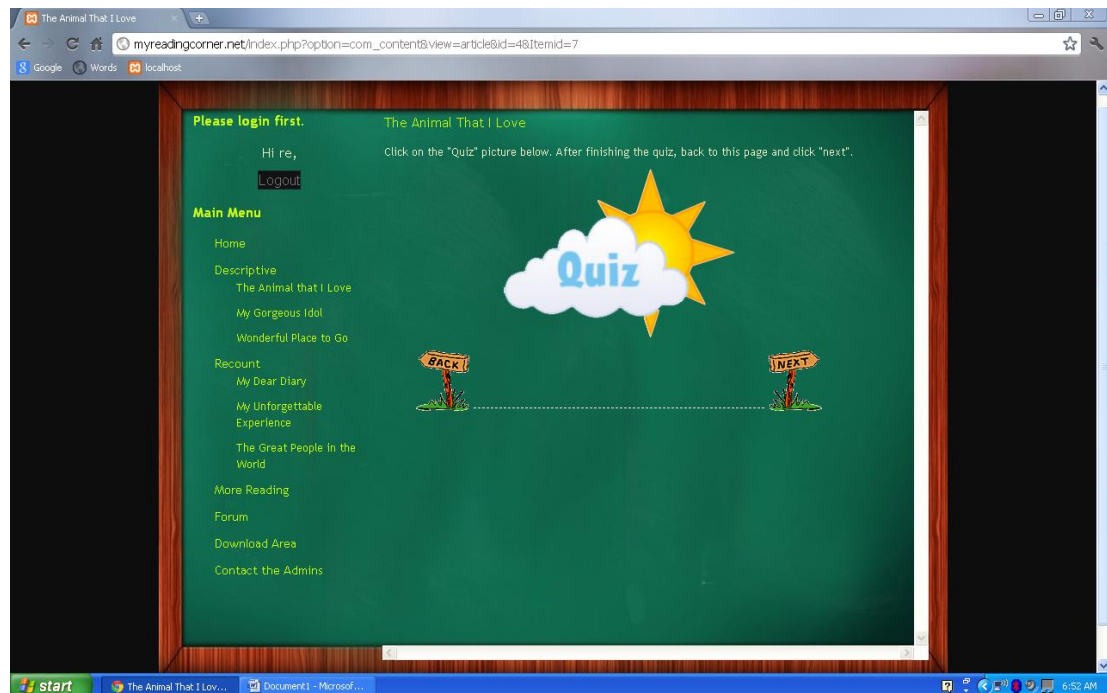 The Animal That I Love
myreadingcorner.net/index.php?option=com_content&view=article&id=4&Itemid=7
Google Words localhost
Please login first.
Hi re,
Logout
Main Menu
Home
Descriptive
The Animal that I Love
My Gorgeous Idol
Wonderful Place to Go
Recount
My Dear Diary
My Unforgettable
Experience
The Great People in the
World
More Reading
Forum
Download Area
Contact the Admins
The Animal That I Love
Click on the "Quiz" picture below. After finishing the quiz, back to this page and click "next".
Quiz
BACK
NEXT
start
The Animal That I Lov...
Document1 - Microsof...
6:52 AM